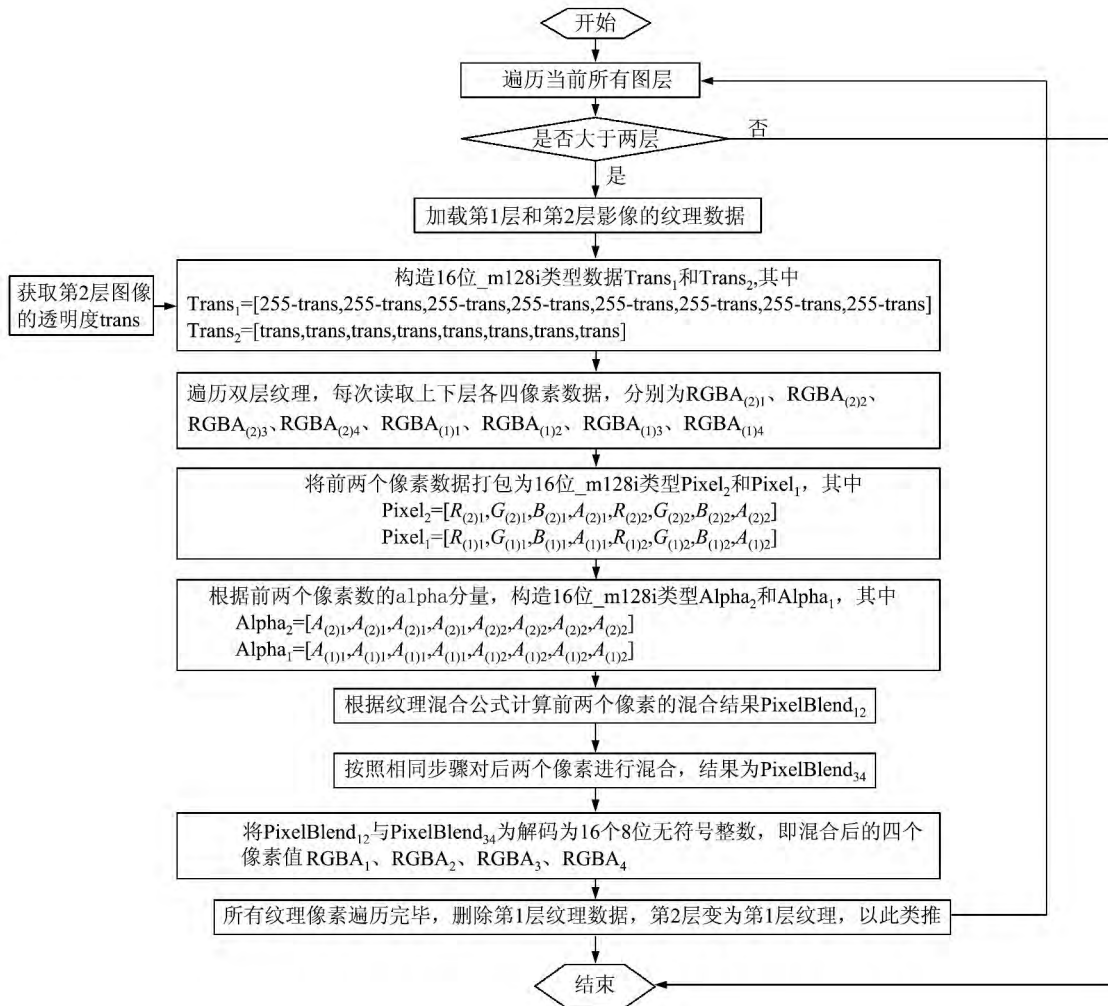 开始
遍历当前所有图层
是否大于两层
否
是
加载第1层和第2层影像的纹理数据
获取第2层图像
的透明度trans
构造16位_m128i类型数据Trans₁和Trans₂,其中
Trans₁=[255-trans,255-trans,255-trans,255-trans,255-trans,255-trans,255-trans,255-trans]
Trans₂=[trans,trans,trans,trans,trans,trans,trans,trans]
遍历双层纹理，每次读取上下层各四像素数据，分别为RGBA₍₂₎₁、RGBA₍₂₎₂、
RGBA₍₂₎₃、RGBA₍₂₎₄、RGBA₍₁₎₁、RGBA₍₁₎₂、RGBA₍₁₎₃、RGBA₍₁₎₄
将前两个像素数据打包为16位_m128i类型Pixel₂和Pixel₁，其中
Pixel₂=[R₍₂₎₁,G₍₂₎₁,B₍₂₎₁,A₍₂₎₁,R₍₂₎₂,G₍₂₎₂,B₍₂₎₂,A₍₂₎₂]
Pixel₁=[R₍₁₎₁,G₍₁₎₁,B₍₁₎₁,A₍₁₎₁,R₍₁₎₂,G₍₁₎₂,B₍₁₎₂,A₍₁₎₂]
根据前两个像素数的alpha分量，构造16位_m128i类型Alpha₂和Alpha₁，其中
Alpha₂=[A₍₂₎₁,A₍₂₎₁,A₍₂₎₁,A₍₂₎₁,A₍₂₎₂,A₍₂₎₂,A₍₂₎₂,A₍₂₎₂]
Alpha₁=[A₍₁₎₁,A₍₁₎₁,A₍₁₎₁,A₍₁₎₁,A₍₁₎₂,A₍₁₎₂,A₍₁₎₂,A₍₁₎₂]
根据纹理混合公式计算前两个像素的混合结果PixelBlend₁₂
按照相同步骤对后两个像素进行混合，结果为PixelBlend₃₄
将PixelBlend₁₂与PixelBlend₃₄为解码为16个8位无符号整数，即混合后的四个
像素值RGBA₁、RGBA₂、RGBA₃、RGBA₄
所有纹理像素遍历完毕，删除第1层纹理数据，第2层变为第1层纹理，以此类推
结束